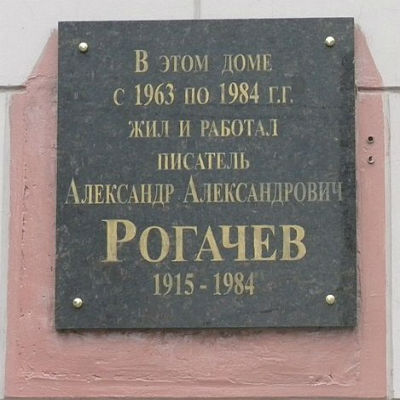 В ЭТОМ ДОМЕ
С 1963 ПО 1984 Г.Г.
ЖИЛ И РАБОТАЛ
ПИСАТЕЛЬ
АЛЕКСАНДР АЛЕКСАНДРОВИЧ
РОГАЧЕВ
1915 - 1984